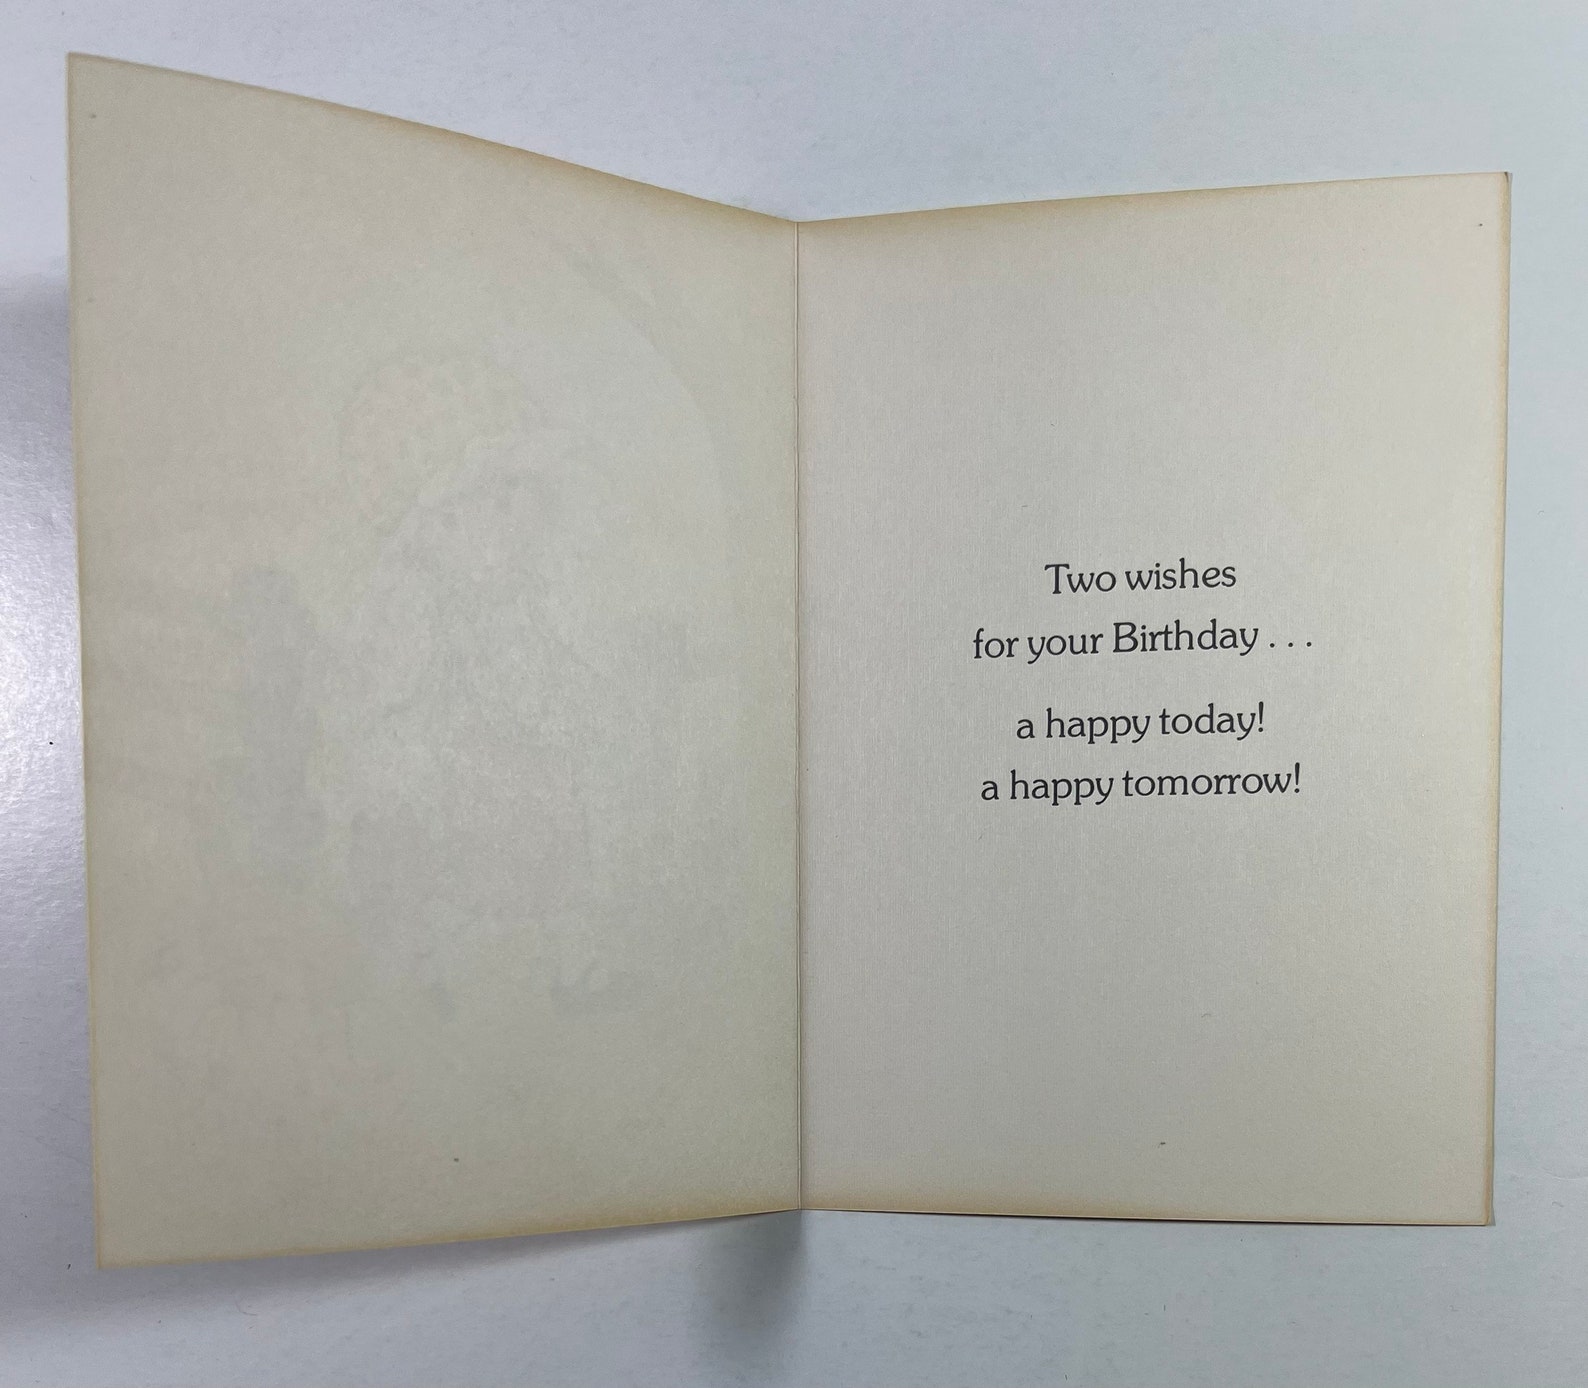 Two wishes
for your Birthday . . .
a happy today!
a happy tomorrow!